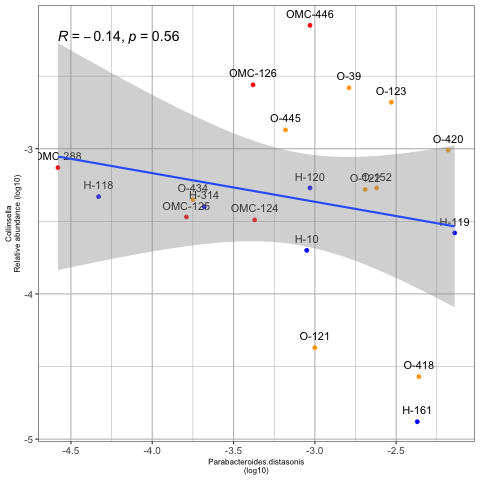 R = −0.14, p = 0.56
OMC-446
OMC-126
O-39
O-123
O-445
O-420
OMC-288
H-118
O-434
H-314
OMC-125
OMC-124
H-120
O-252
H-119
H-10
O-121
O-418
H-161
-3
-4
-5
-4.5
-4.0
-3.5
-3.0
-2.5
Collinsella
Relative abundance (log10)
Parabacteroides.distasonis
(log10)